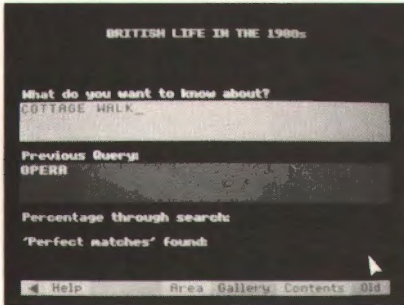 BRITISH LIFE IN THE 1980s
What do you want to know about?
COTTAGE WALK_
Previous Query:
OPERA
Percentage through search:
'Perfect matches' found:
Help Area Gallery Contents Old